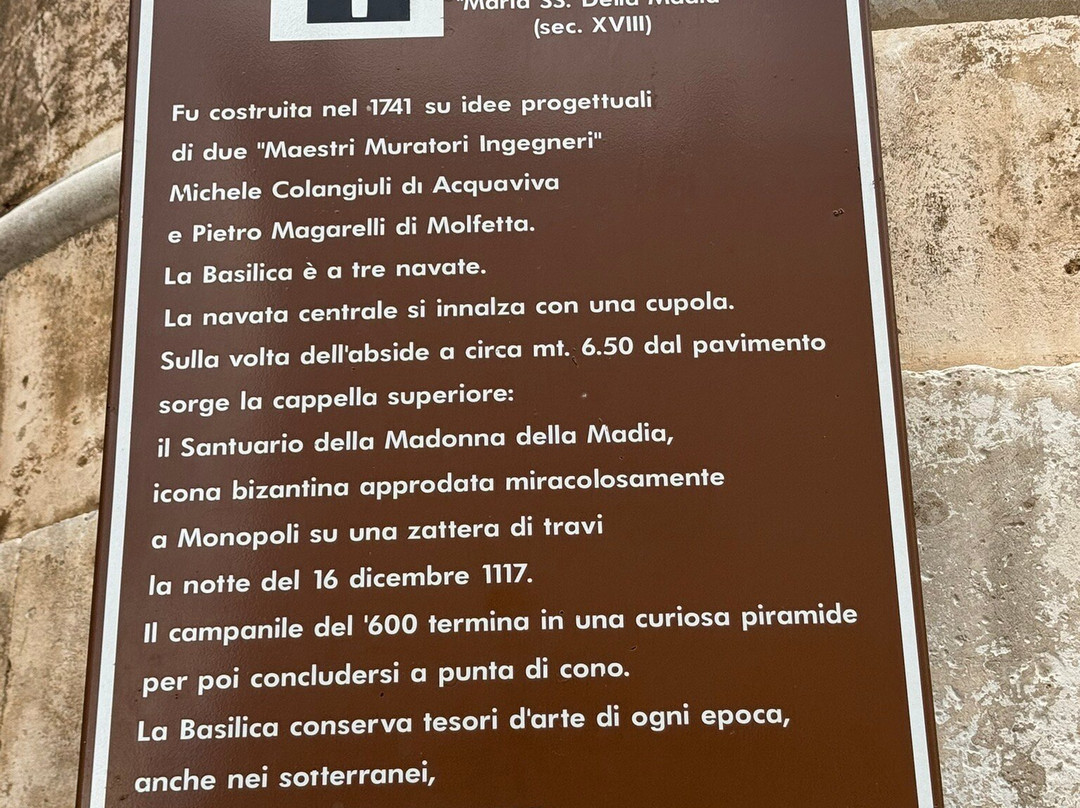 "Maria SS. Della Madia"
(sec. XVIII)
Fu costruita nel 1741 su idee progettuali
di due "Maestri Muratori Ingegneri"
Michele Colangiuli di Acquaviva
e Pietro Magarelli di Molfetta.
La Basilica è a tre navate.
La navata centrale si innalza con una cupola.
Sulla volta dell'abside a circa mt. 6.50 dal pavimento
sorge la cappella superiore:
il Santuario della Madonna della Madia,
icona bizantina approdata miracolosamente
a Monopoli su una zattera di travi
la notte del 16 dicembre 1117.
Il campanile del '600 termina in una curiosa piramide
per poi concludersi a punta di cono.
La Basilica conserva tesori d'arte di ogni epoca,
anche nei sotterranei,